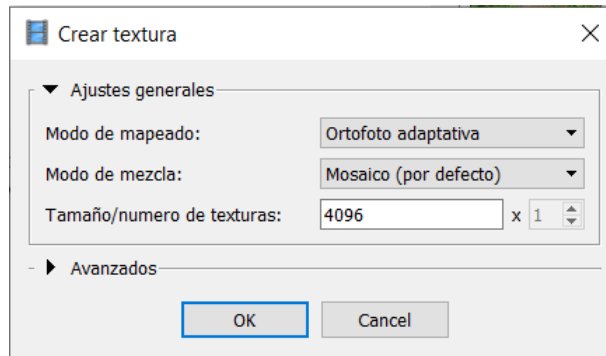 Crear textura
Ajustes generales
Modo de mapeado: Ortofoto adaptativa
Modo de mezcla: Mosaico (por defecto)
Tamaño/numero de texturas: 4096 x 1
Avanzados
OK Cancel